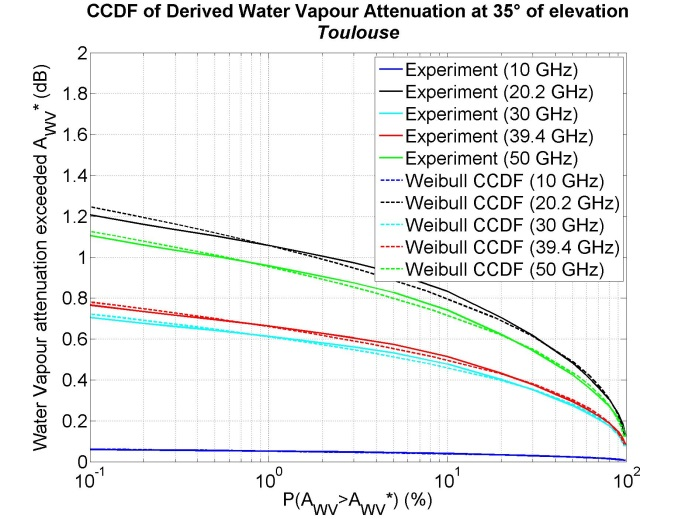 CCDF of Derived Water Vapour Attenuation at 35° of elevation
Toulouse
Water Vapour attenuation exceeded A_WV* (dB)
2
1.8
1.6
1.4
1.2
1
0.8
0.6
0.4
0.2
0
Experiment (10 GHz)
Experiment (20.2 GHz)
Experiment (30 GHz)
Experiment (39.4 GHz)
Experiment (50 GHz)
Weibull CCDF (10 GHz)
Weibull CCDF (20.2 GHz)
Weibull CCDF (30 GHz)
Weibull CCDF (39.4 GHz)
Weibull CCDF (50 GHz)
10^-1 10^0 10^1 10^2
P(A_WV>A_WV*) (%)